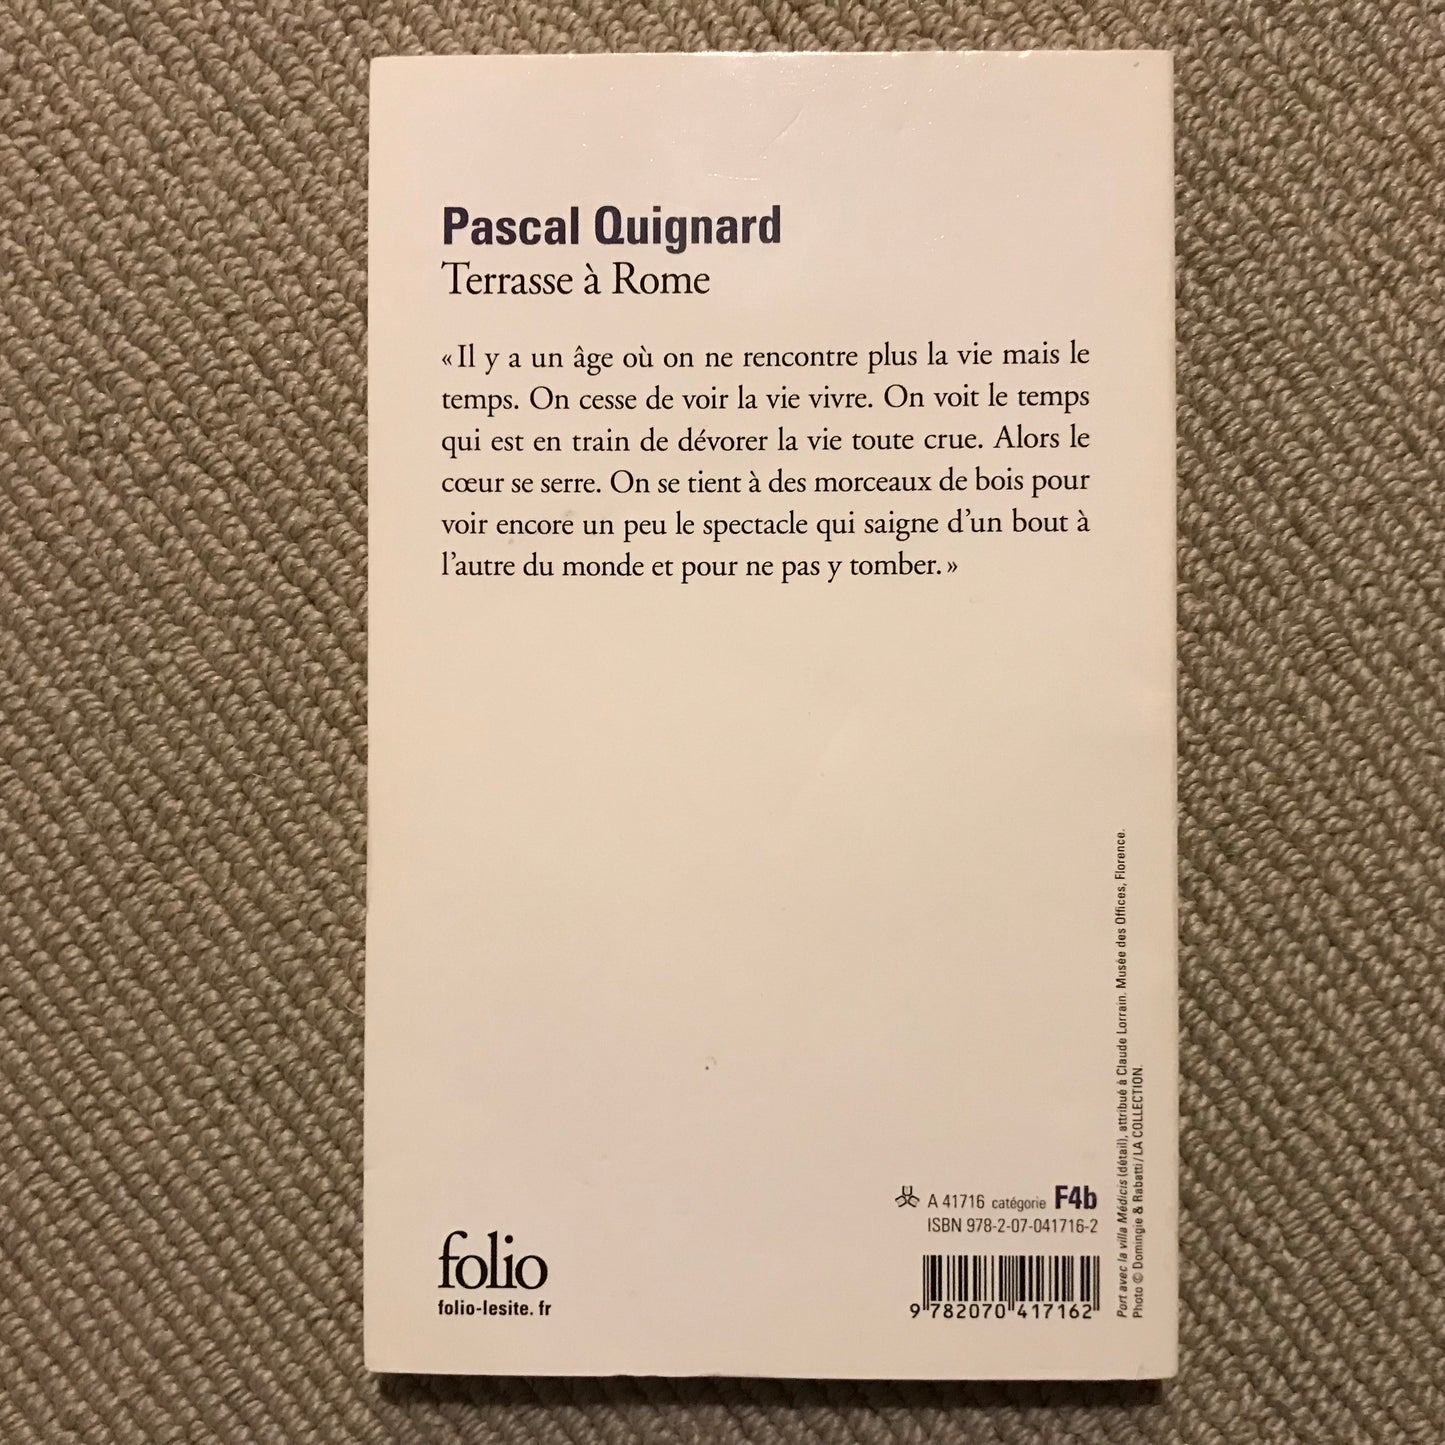 Pascal Quignard
Terrasse à Rome
« Il y a un âge où on ne rencontre plus la vie mais le
temps. On cesse de voir la vie vivre. On voit le temps
qui est en train de dévorer la vie toute crue. Alors le
cœur se serre. On se tient à des morceaux de bois pour
voir encore un peu le spectacle qui saigne d'un bout à
l'autre du monde et pour ne pas y tomber. »
A 41716 catégorie F4b
ISBN 978-2-07-041716-2
folio
folio-lesite.fr
9 782070 417162
Port avec la villa Médicis (détail), attribué à Claude Lorrain. Musée des Offices, Florence.
Photo © Domingie & Rabatti / LA COLLECTION.